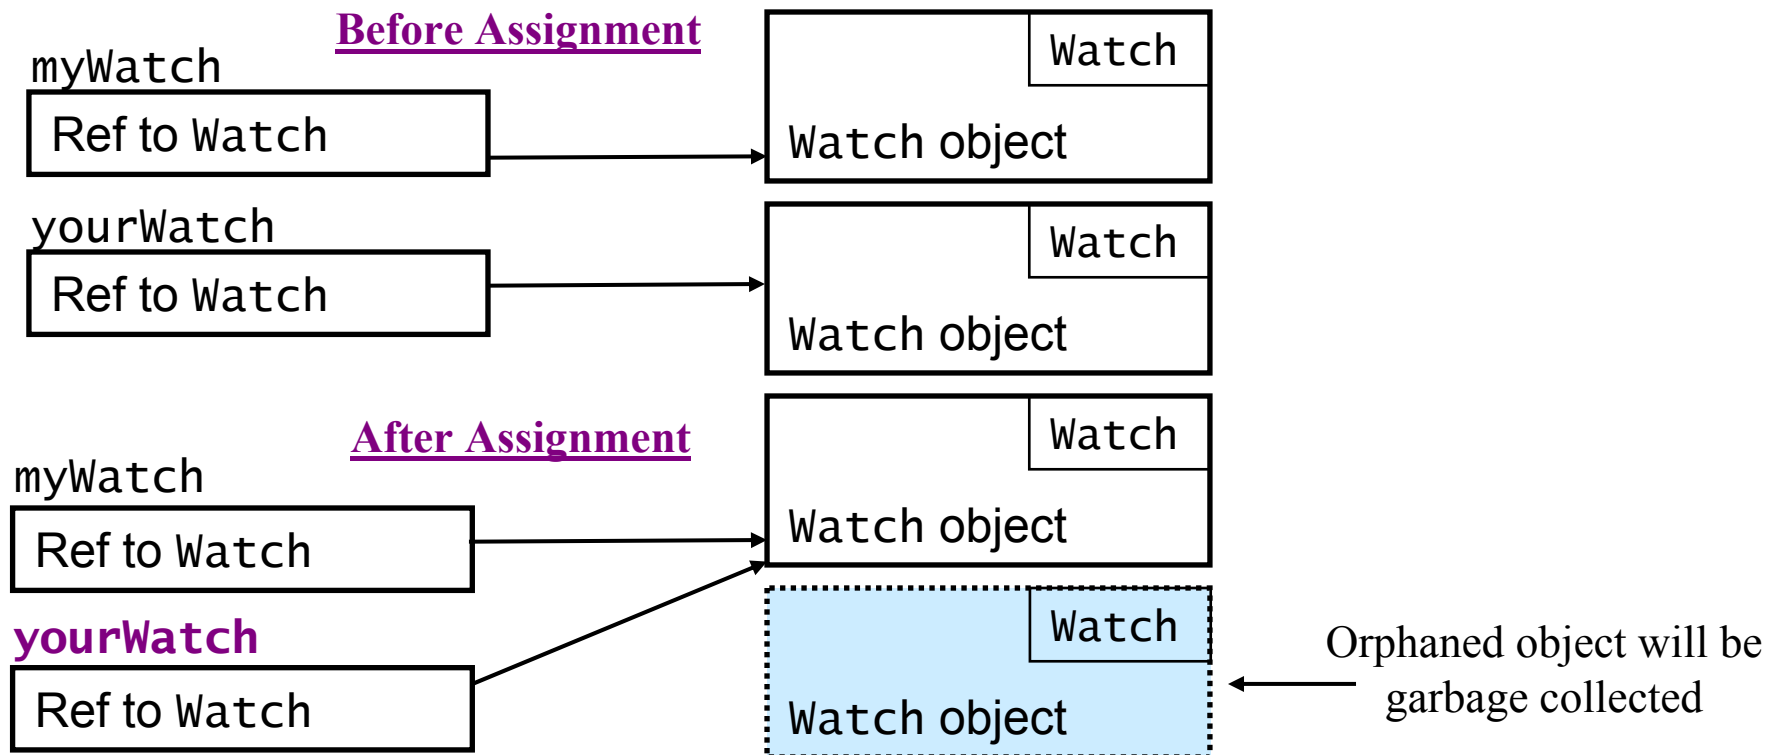 Before Assignment
myWatch
Ref to Watch
Watch
Watch object
yourWatch
Ref to Watch
Watch
Watch object
After Assignment
myWatch
Ref to Watch
Watch
Watch object
yourWatch
Ref to Watch
Watch
Watch object
Orphaned object will be
garbage collected